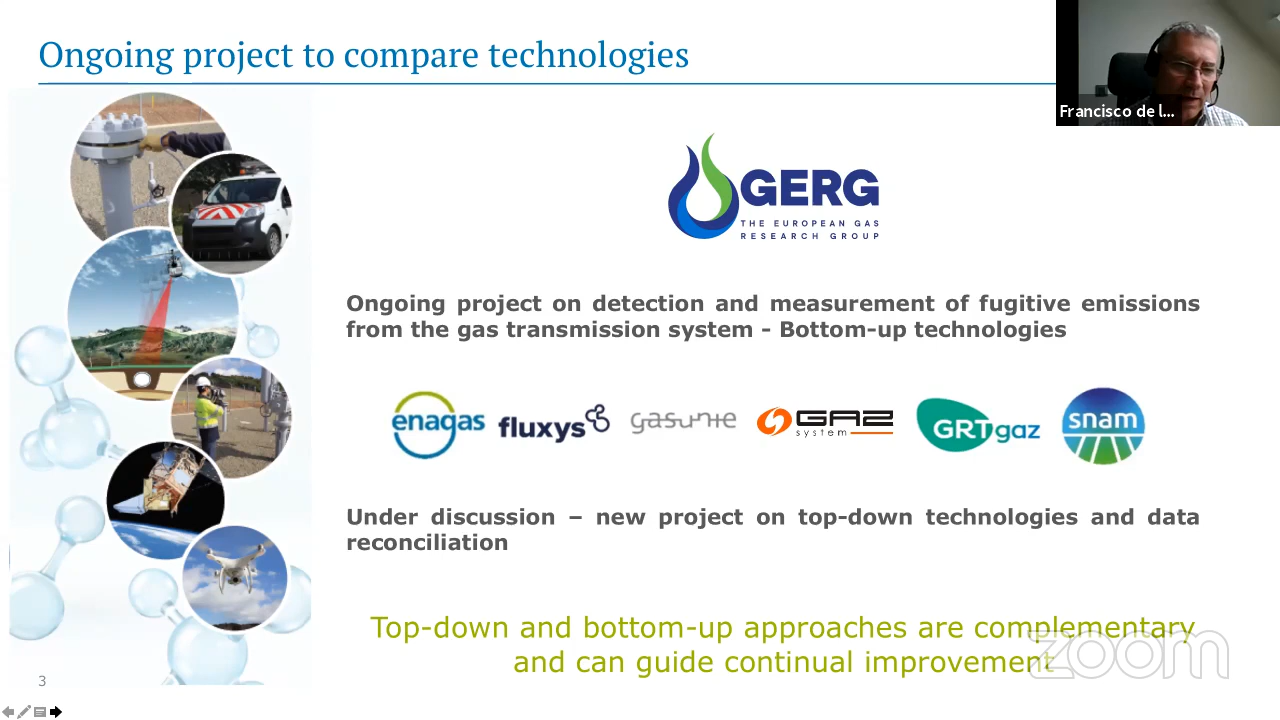 Ongoing project to compare technologies
Francisco de l...
GERG
THE EUROPEAN GAS
RESEARCH GROUP
Ongoing project on detection and measurement of fugitive emissions
from the gas transmission system - Bottom-up technologies
enagas
fluxys
gasunie
GAZ
system
GRTgaz
snam
Under discussion – new project on top-down technologies and data
reconciliation
Top-down and bottom-up approaches are complementary
and can guide continual improvement
zoom
3